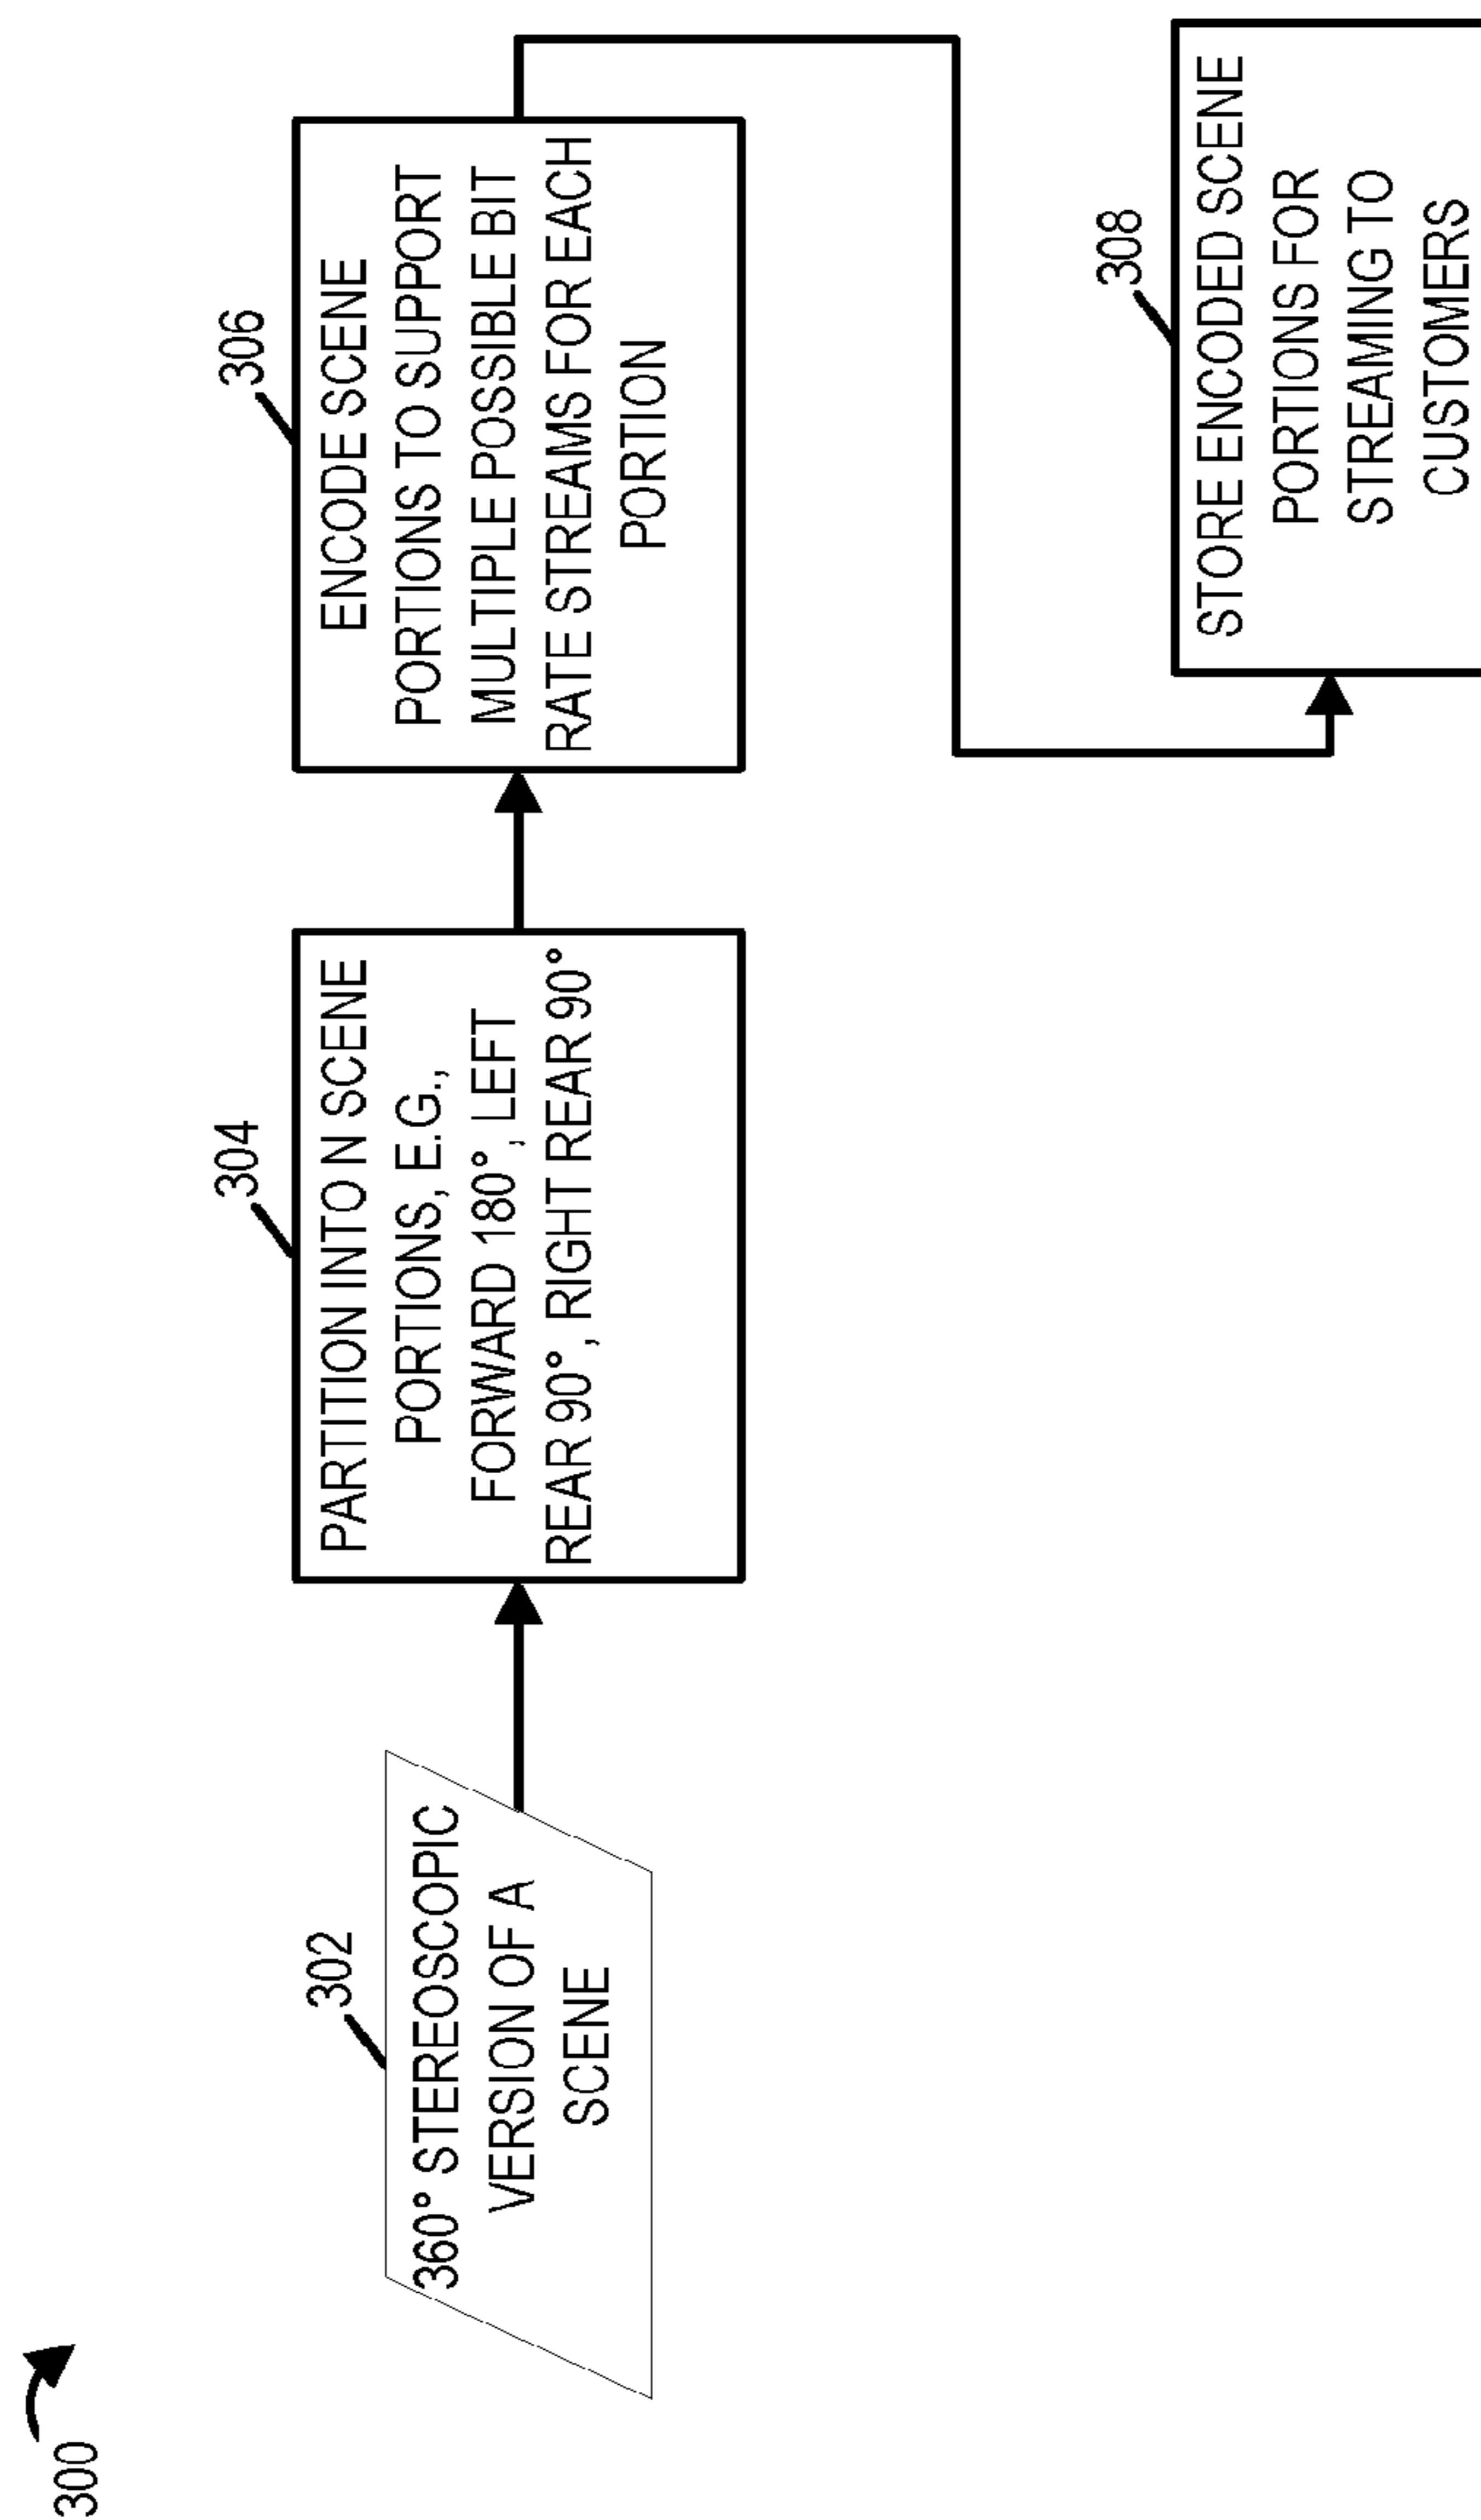 300
302
360° STEREOSCOPIC
VERSION OF A
SCENE
304
PARTITION INTO N SCENE
PORTIONS, E.G.,
FORWARD 180°, LEFT
REAR 90°, RIGHT REAR 90°
306
ENCODE SCENE
PORTIONS TO SUPPORT
MULTIPLE POSSIBLE BIT
RATE STREAMS FOR EACH
PORTION
308
STORE ENCODED SCENE
PORTIONS FOR
STREAMING TO
CUSTOMERS